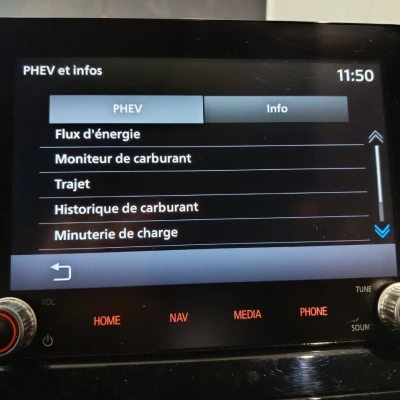 PHEV et infos
11:50
PHEV
Info
Flux d'énergie
Moniteur de carburant
Trajet
Historique de carburant
Minuterie de charge
VOL
TUNE
HOME
NAV
MEDIA
PHONE
SOUND